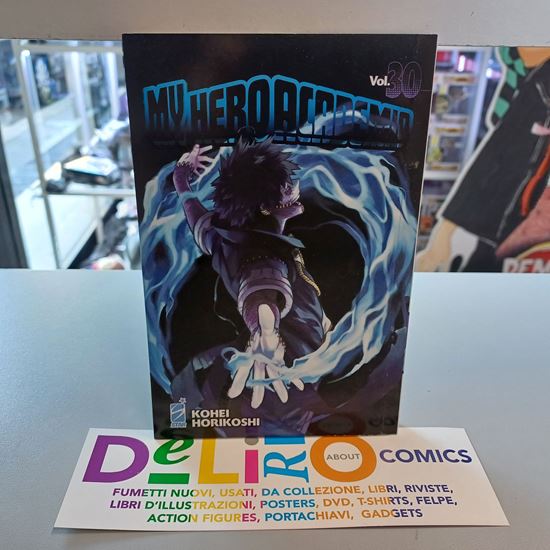 Vol.30
MY HERO ACADEMIA
STAR
KOHEI
HORIKOSHI
DeLiRiO ABOUT COMICS
FUMETTI NUOVI, USATI, DA COLLEZIONE, LIBRI, RIVISTE,
LIBRI D'ILLUSTRAZIONI, POSTERS, DVD, T-SHIRTS, FELPE,
ACTION FIGURES, PORTACHIAVI, GADGETS